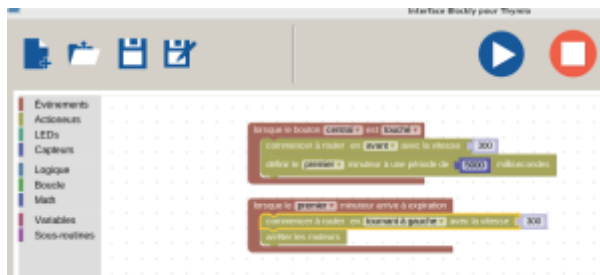 Interface Blockly pour Thymio
Événements
Actionneurs
LEDs
Capteurs
Logique
Boucle
Math
Variables
Sous-routines
lorsque le bouton central est touché
commencer à rouler en avant avec la vitesse 300
définir le premier minuteur à une période de 5000 millisecondes
lorsque le premier minuteur arrive à expiration
commencer à rouler en tournant à gauche avec la vitesse 300
arrêter les moteurs